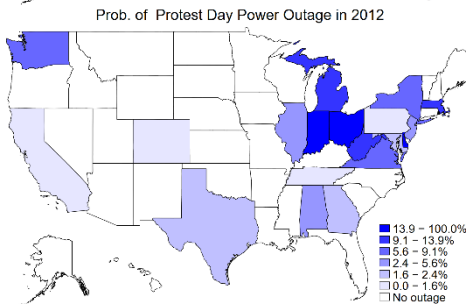 Prob. of Protest Day Power Outage in 2012
13.9 − 100.0%
9.1 − 13.9%
5.6 − 9.1%
2.4 − 5.6%
1.6 − 2.4%
0.0 − 1.6%
No outage